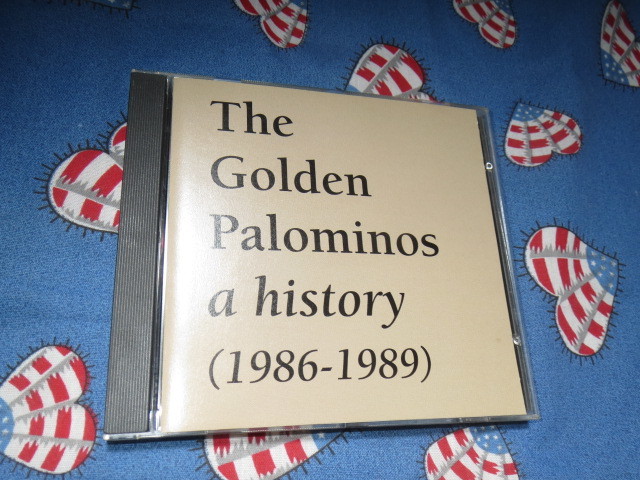 The
Golden
Palominos
a history
(1986-1989)